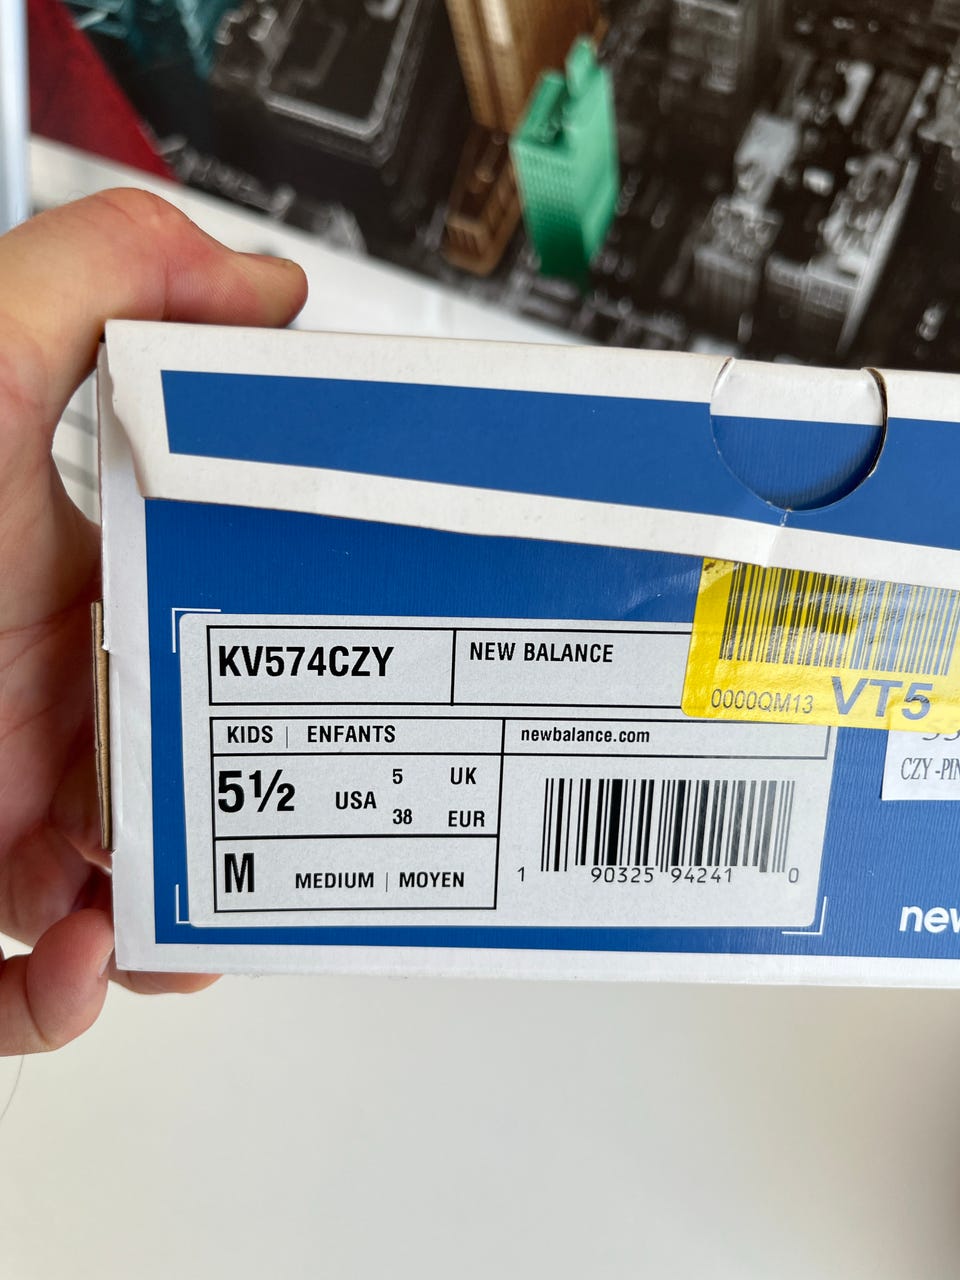 KV574CZY
NEW BALANCE
0000QM13 VT5
KIDS | ENFANTS
newbalance.com
CZY -PIN
5½ USA 5 UK
38 EUR
M MEDIUM | MOYEN
1 90325 94241 0
new